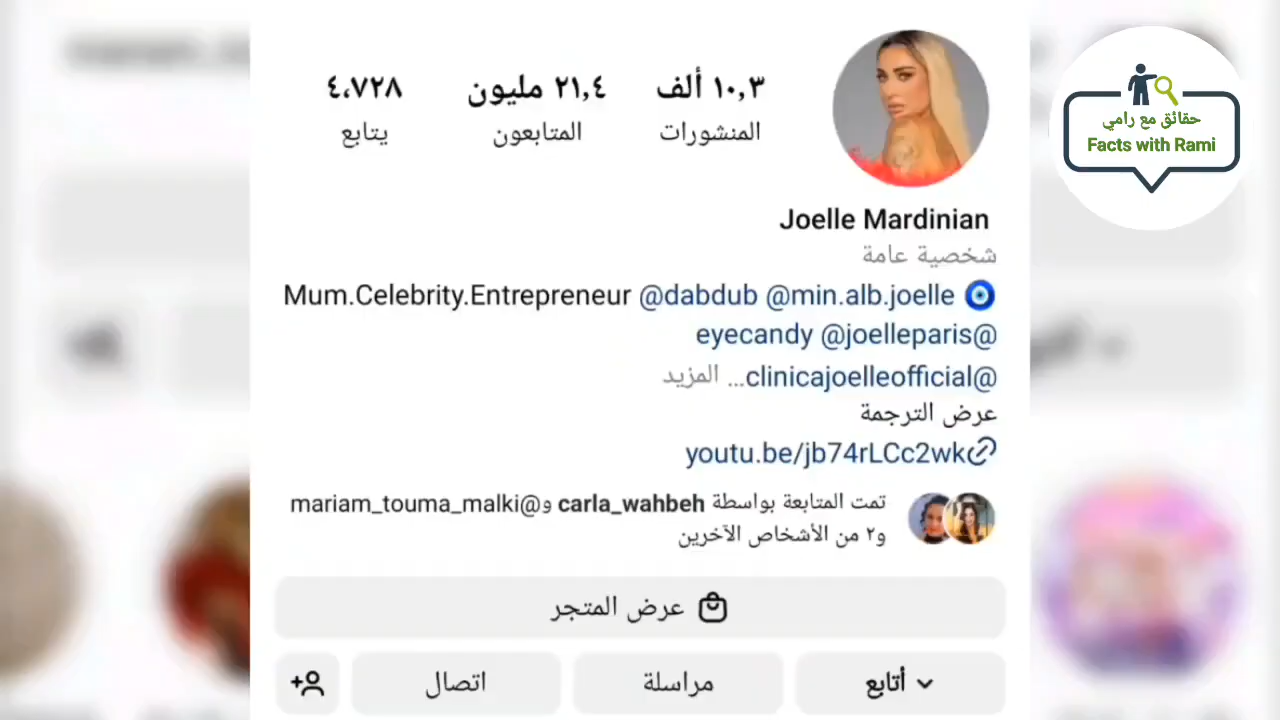 ١٠,٣ ألف
المنشورات
٢١,٤ مليون
المتابعون
٤،٧٢٨
يتابع
حقائق مع رامي
Facts with Rami
Joelle Mardinian
شخصية عامة
Mum.Celebrity.Entrepreneur @dabdub @min.alb.joelle 🧿
eyecandy @joelleparis@
@clinicajoelleofficial... المزيد
عرض الترجمة
youtu.be/jb74rLCc2wk
تمت المتابعة بواسطة carla_wahbeh و@mariam_touma_malki
و٢ من الأشخاص الآخرين
عرض المتجر
أتابع
مراسلة
اتصال